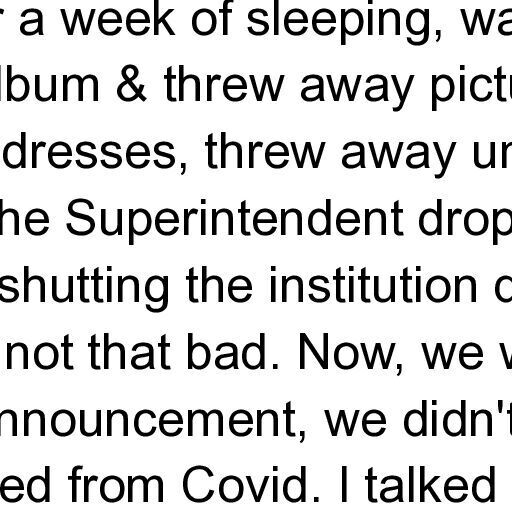 r a week of sleeping, wa
lbum & threw away pictu
dresses, threw away un
he Superintendent drop
shutting the institution d
not that bad. Now, we w
nnouncement, we didn't
ed from Covid. I talked